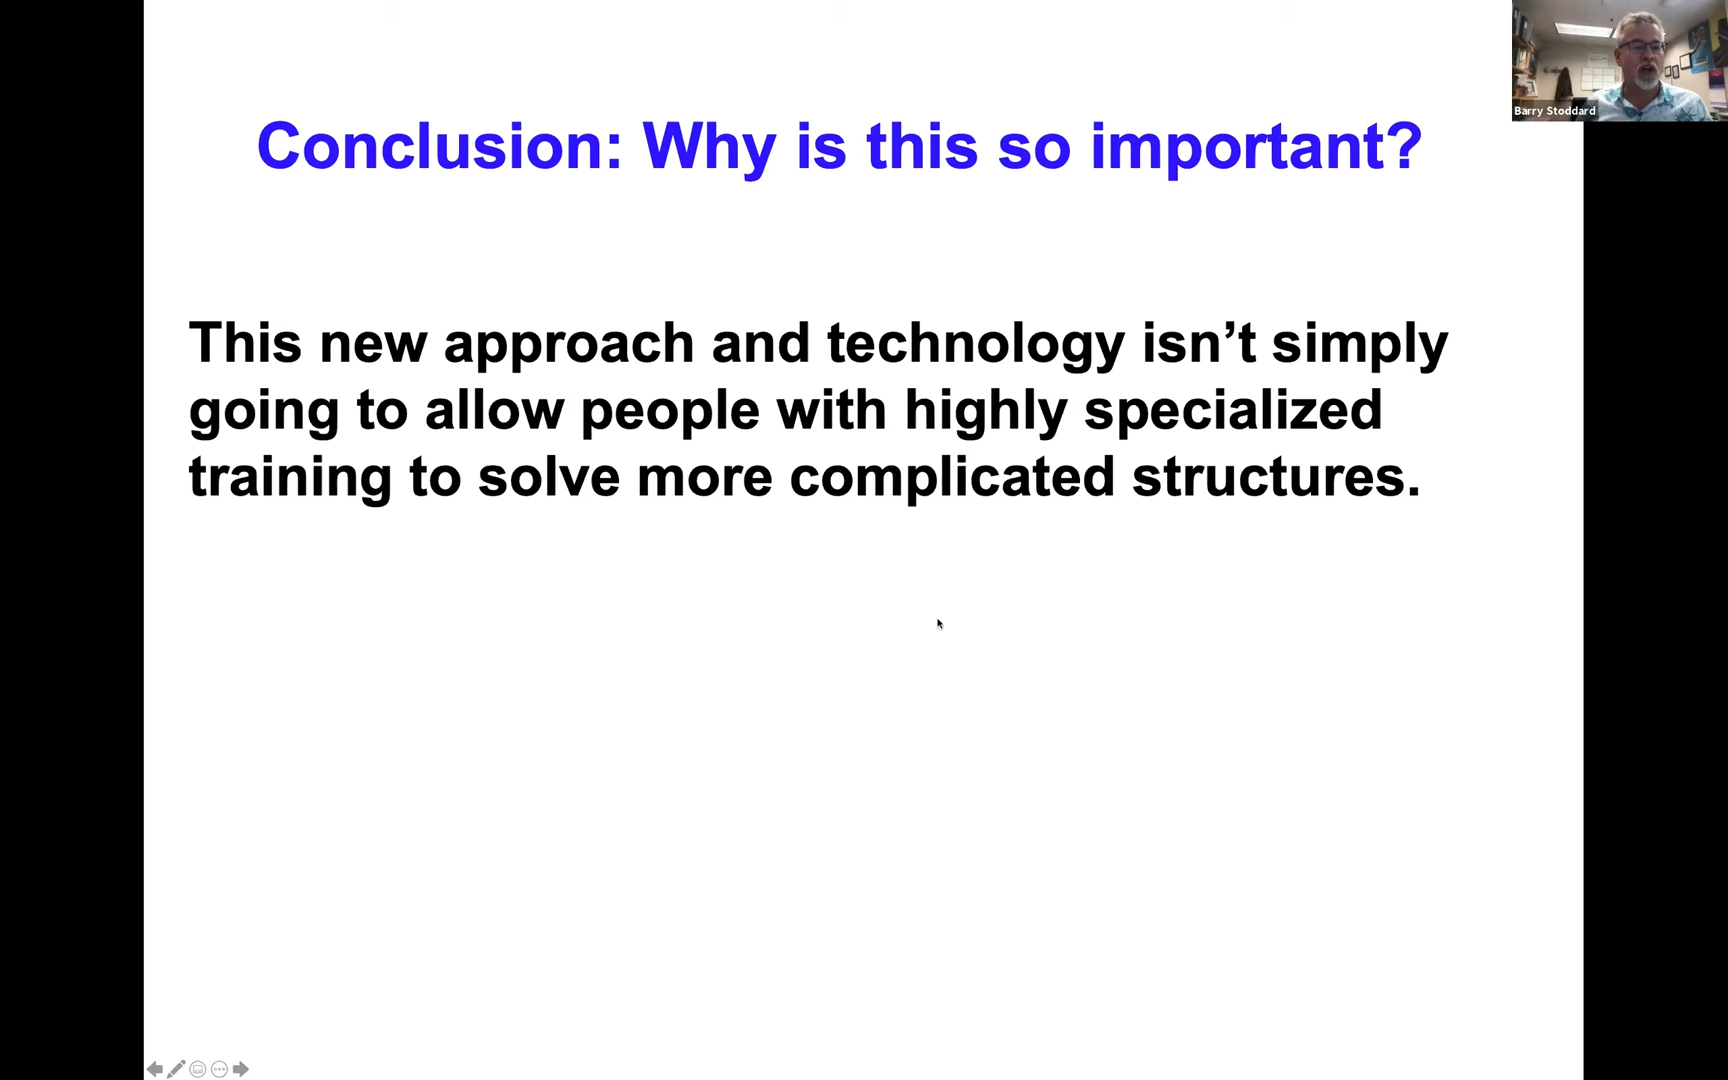 Conclusion: Why is this so important?
Barry Stoddard
This new approach and technology isn’t simply
going to allow people with highly specialized
training to solve more complicated structures.